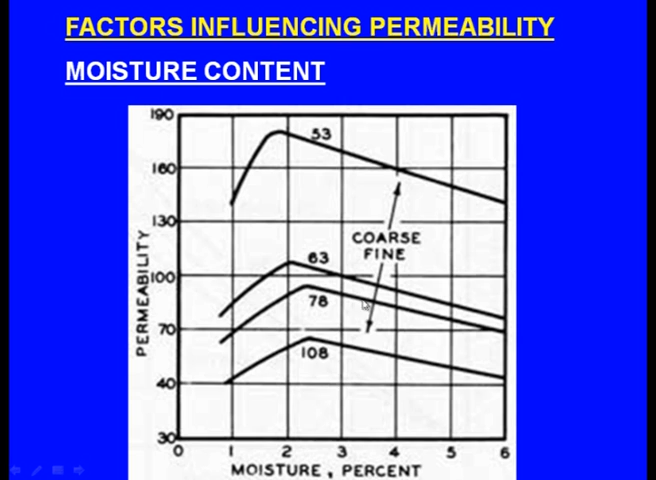 FACTORS INFLUENCING PERMEABILITY
MOISTURE CONTENT
190
53
160
130
COARSE
FINE
63
100
78
70
108
40
30
PERMEABILITY
0 1 2 3 4 5 6
MOISTURE, PERCENT